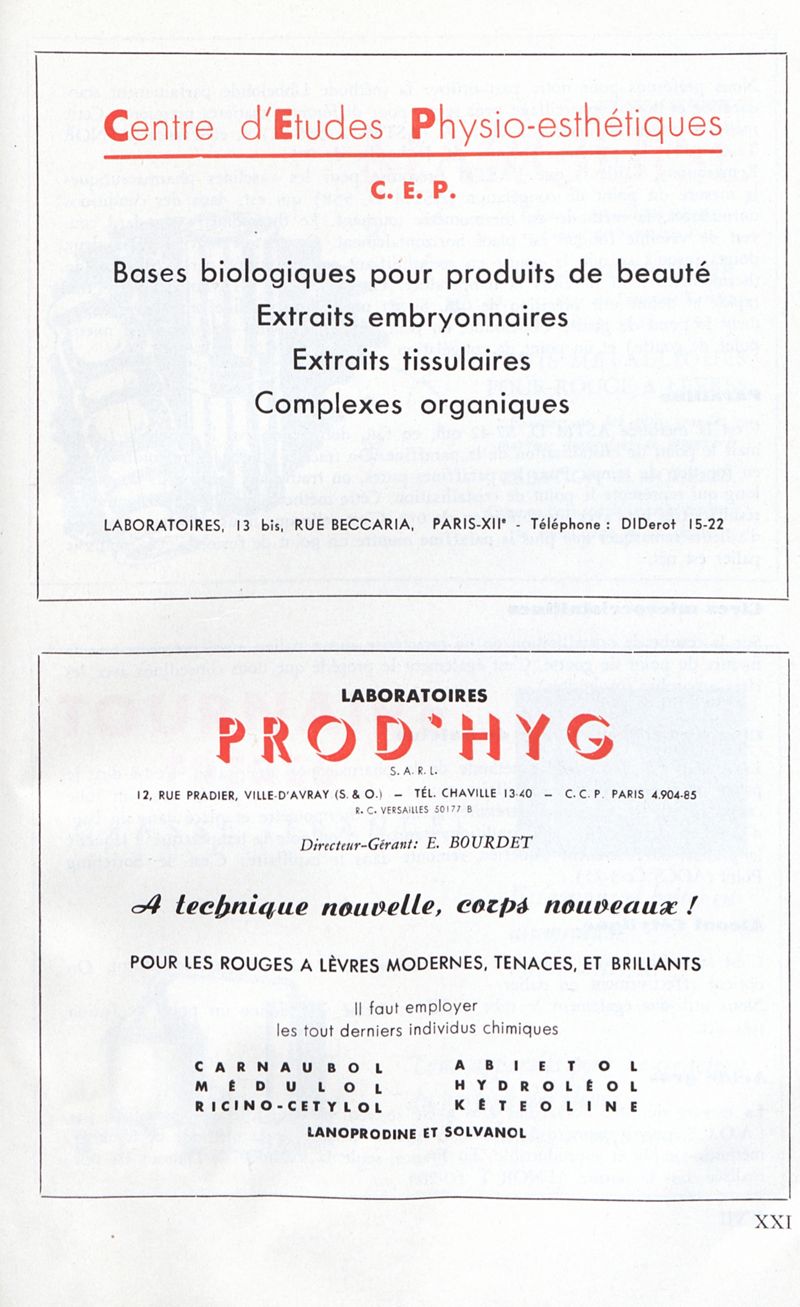 Centre d'Etudes Physio-esthétiques
C. E. P.
Bases biologiques pour produits de beauté
Extraits embryonnaires
Extraits tissulaires
Complexes organiques
LABORATOIRES, 13 bis, RUE BECCARIA, PARIS-XIIe - Téléphone : DIDerot 15-22
LABORATOIRES
PROD'HYG
S. A. R. L.
12, RUE PRADIER, VILLE-D'AVRAY (S. & O.) — TÉL. CHAVILLE 13-40 — C. C. P. PARIS 4.904-85
R. C. VERSAILLES 50177 B
Directeur-Gérant: E. BOURDET
A technique nouvelle, corps nouveaux !
POUR LES ROUGES A LÈVRES MODERNES, TENACES, ET BRILLANTS
Il faut employer
les tout derniers individus chimiques
CARNAUBOL ABIETOL
MÉDULOL HYDROLÉOL
RICINO-CETYLOL KÉTEOLINE
LANOPRODINE ET SOLVANOL
XXI